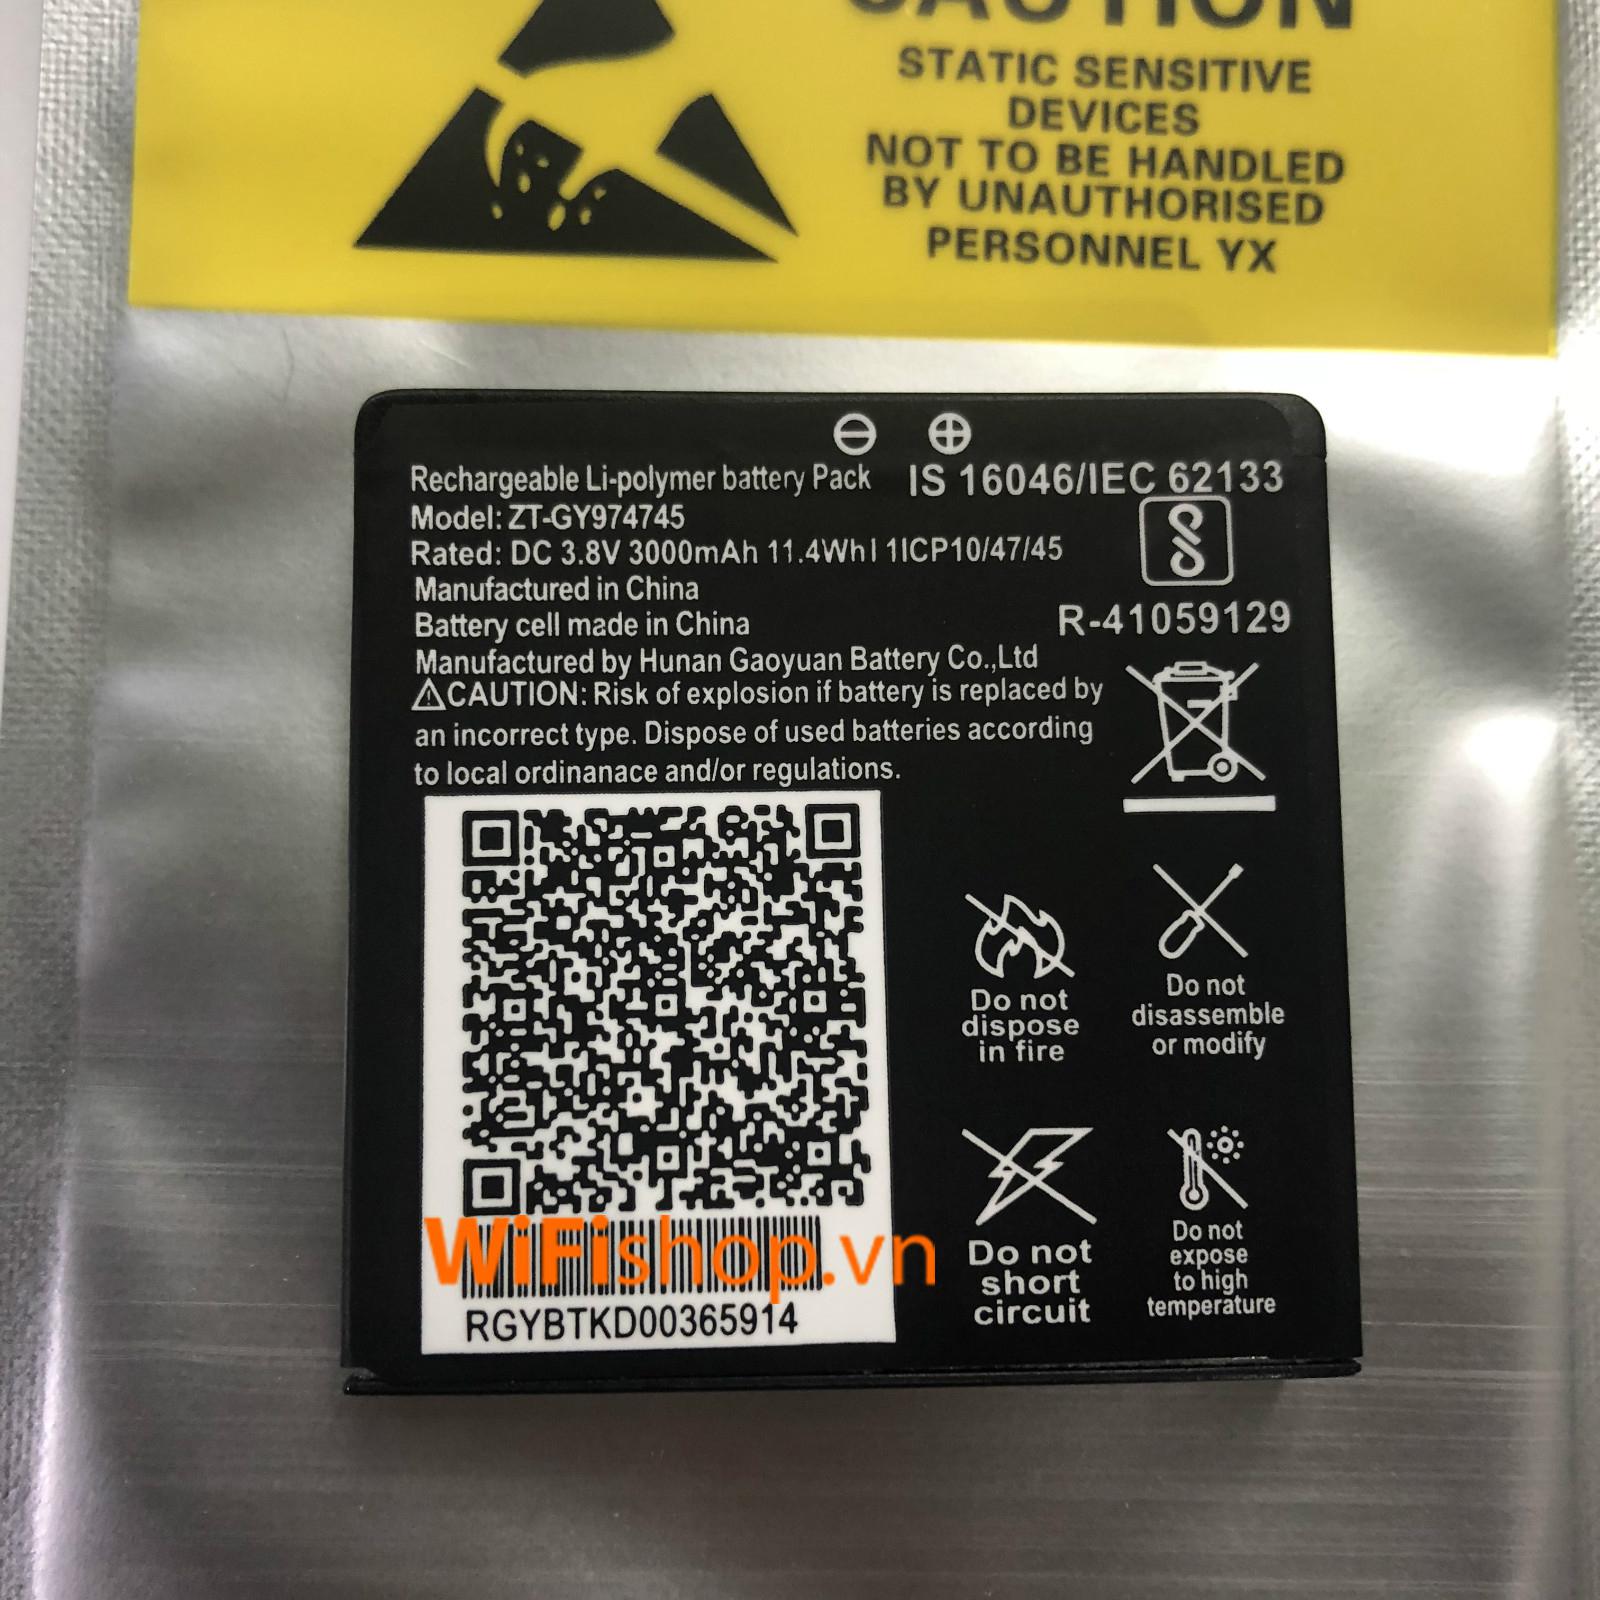 CAUTION
STATIC SENSITIVE
DEVICES
NOT TO BE HANDLED
BY UNAUTHORISED
PERSONNEL YX
Rechargeable Li-polymer battery Pack
IS 16046/IEC 62133
Model: ZT-GY974745
Rated: DC 3.8V 3000mAh 11.4Wh| 1ICP10/47/45
Manufactured in China
Battery cell made in China
R-41059129
Manufactured by Hunan Gaoyuan Battery Co.,Ltd
⚠CAUTION: Risk of explosion if battery is replaced by
an incorrect type. Dispose of used batteries according
to local ordinanace and/or regulations.
Do not
dispose
in fire
Do not
disassemble
or modify
Do not
short
circuit
Do not
expose
to high
temperature
WiFishop.vn
RGYBTKD00365914